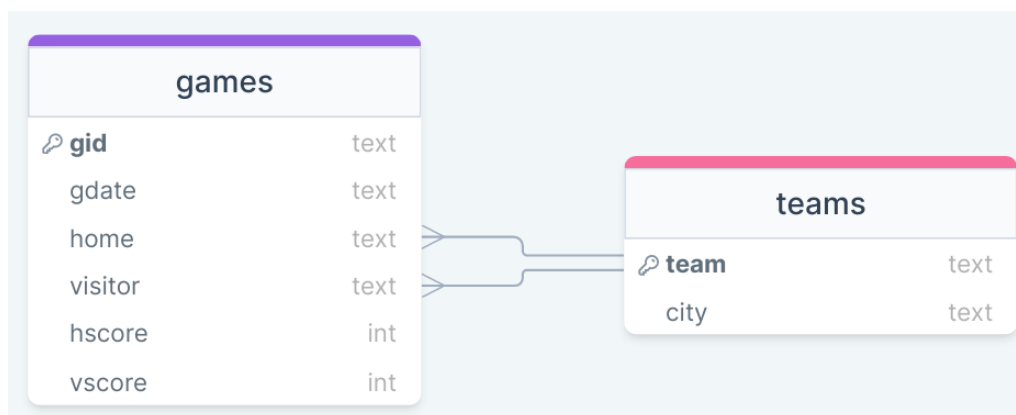 games
gid text
gdate text
home text
visitor text
hscore int
vscore int
teams
team text
city text